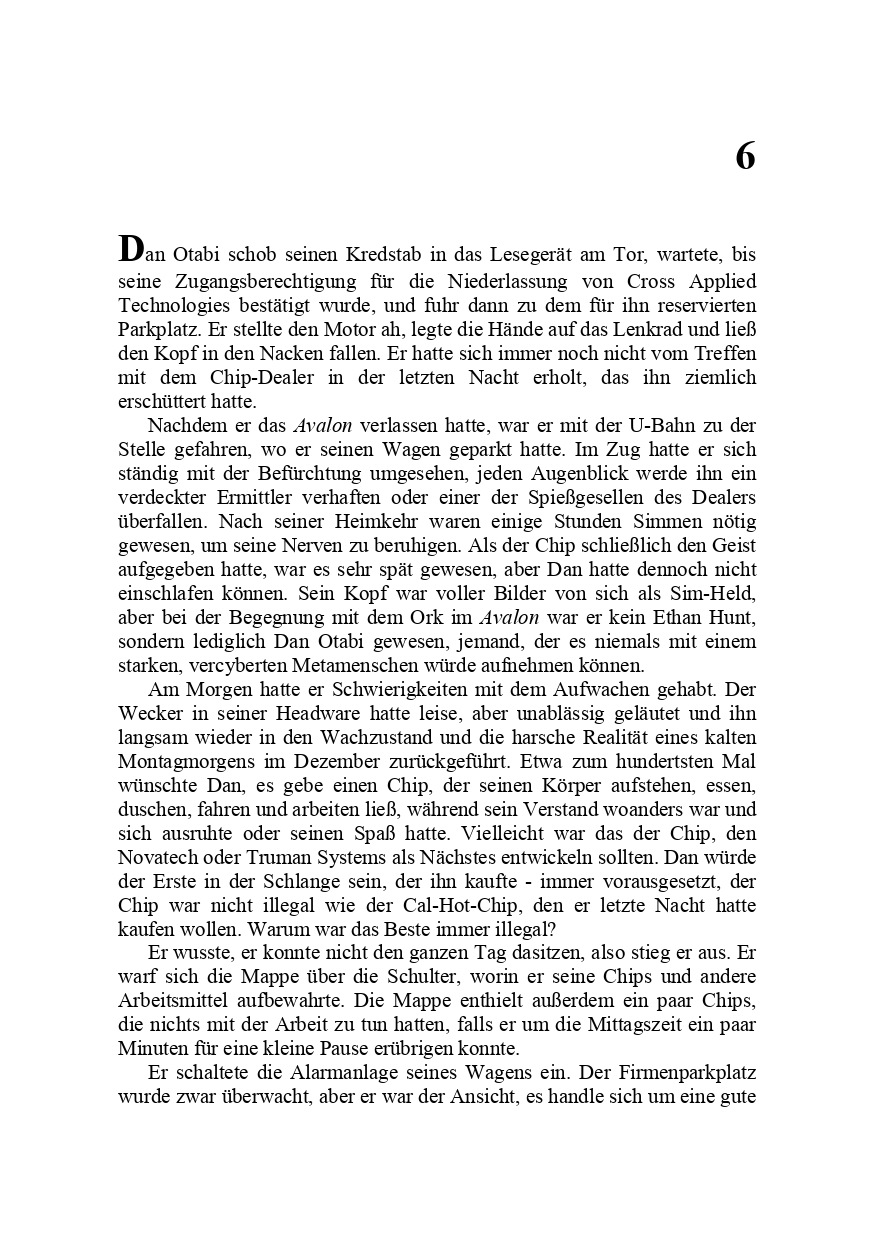 6
Dan Otabi schob seinen Kredstab in das Lesegerät am Tor, wartete, bis
seine Zugangsberechtigung für die Niederlassung von Cross Applied
Technologies bestätigt wurde, und fuhr dann zu dem für ihn reservierten
Parkplatz. Er stellte den Motor ah, legte die Hände auf das Lenkrad und ließ
den Kopf in den Nacken fallen. Er hatte sich immer noch nicht vom Treffen
mit dem Chip-Dealer in der letzten Nacht erholt, das ihn ziemlich
erschüttert hatte.
Nachdem er das Avalon verlassen hatte, war er mit der U-Bahn zu der
Stelle gefahren, wo er seinen Wagen geparkt hatte. Im Zug hatte er sich
ständig mit der Befürchtung umgesehen, jeden Augenblick werde ihn ein
verdeckter Ermittler verhaften oder einer der Spießgesellen des Dealers
überfallen. Nach seiner Heimkehr waren einige Stunden Simmen nötig
gewesen, um seine Nerven zu beruhigen. Als der Chip schließlich den Geist
aufgegeben hatte, war es sehr spät gewesen, aber Dan hatte dennoch nicht
einschlafen können. Sein Kopf war voller Bilder von sich als Sim-Held,
aber bei der Begegnung mit dem Ork im Avalon war er kein Ethan Hunt,
sondern lediglich Dan Otabi gewesen, jemand, der es niemals mit einem
starken, vercyberten Metamenschen würde aufnehmen können.
Am Morgen hatte er Schwierigkeiten mit dem Aufwachen gehabt. Der
Wecker in seiner Headware hatte leise, aber unablässig geläutet und ihn
langsam wieder in den Wachzustand und die harsche Realität eines kalten
Montagmorgens im Dezember zurückgeführt. Etwa zum hundertsten Mal
wünschte Dan, es gebe einen Chip, der seinen Körper aufstehen, essen,
duschen, fahren und arbeiten ließ, während sein Verstand woanders war und
sich ausruhte oder seinen Spaß hatte. Vielleicht war das der Chip, den
Novatech oder Truman Systems als Nächstes entwickeln sollten. Dan würde
der Erste in der Schlange sein, der ihn kaufte - immer vorausgesetzt, der
Chip war nicht illegal wie der Cal-Hot-Chip, den er letzte Nacht hatte
kaufen wollen. Warum war das Beste immer illegal?
Er wusste, er konnte nicht den ganzen Tag dasitzen, also stieg er aus. Er
warf sich die Mappe über die Schulter, worin er seine Chips und andere
Arbeitsmittel aufbewahrte. Die Mappe enthielt außerdem ein paar Chips,
die nichts mit der Arbeit zu tun hatten, falls er um die Mittagszeit ein paar
Minuten für eine kleine Pause erübrigen konnte.
Er schaltete die Alarmanlage seines Wagens ein. Der Firmenparkplatz
wurde zwar überwacht, aber er war der Ansicht, es handle sich um eine gute